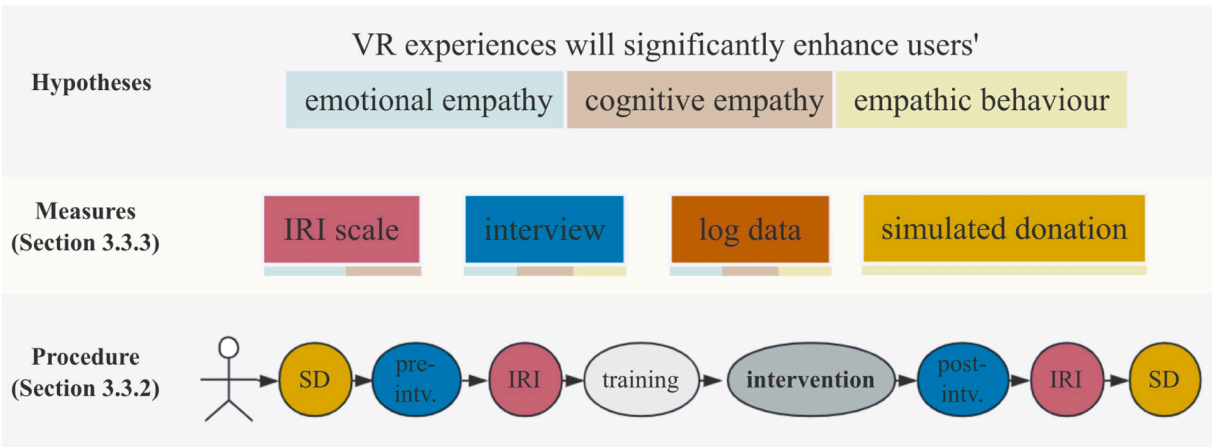 VR experiences will significantly enhance users'
Hypotheses
emotional empathy
cognitive empathy
empathic behaviour
Measures
(Section 3.3.3)
IRI scale
interview
log data
simulated donation
Procedure
(Section 3.3.2)
SD
pre-
intv.
IRI
training
intervention
post-
intv.
IRI
SD